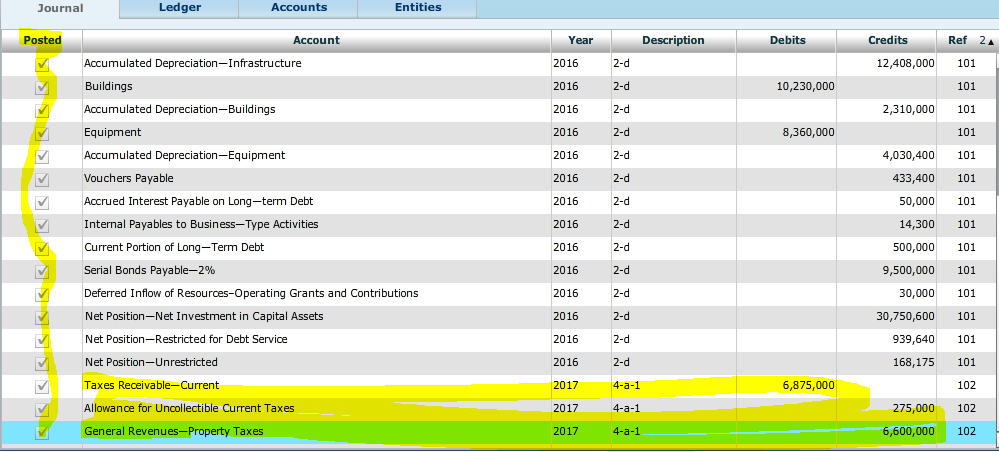 Journal Ledger Accounts Entities
Posted Account Year Description Debits Credits Ref 2▲
Accumulated Depreciation—Infrastructure 2016 2-d 12,408,000 101
Buildings 2016 2-d 10,230,000 101
Accumulated Depreciation—Buildings 2016 2-d 2,310,000 101
Equipment 2016 2-d 8,360,000 101
Accumulated Depreciation—Equipment 2016 2-d 4,030,400 101
Vouchers Payable 2016 2-d 433,400 101
Accrued Interest Payable on Long—term Debt 2016 2-d 50,000 101
Internal Payables to Business—Type Activities 2016 2-d 14,300 101
Current Portion of Long—Term Debt 2016 2-d 500,000 101
Serial Bonds Payable—2% 2016 2-d 9,500,000 101
Deferred Inflow of Resources–Operating Grants and Contributions 2016 2-d 30,000 101
Net Position—Net Investment in Capital Assets 2016 2-d 30,750,600 101
Net Position—Restricted for Debt Service 2016 2-d 939,640 101
Net Position—Unrestricted 2016 2-d 168,175 101
Taxes Receivable—Current 2017 4-a-1 6,875,000 102
Allowance for Uncollectible Current Taxes 2017 4-a-1 275,000 102
General Revenues—Property Taxes 2017 4-a-1 6,600,000 102